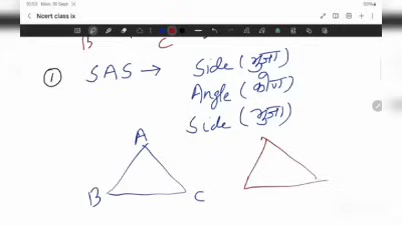 Ncert class ix
B C
① SAS → Side (भुजा)
Angle (कोण)
Side (भुजा)
A
B C